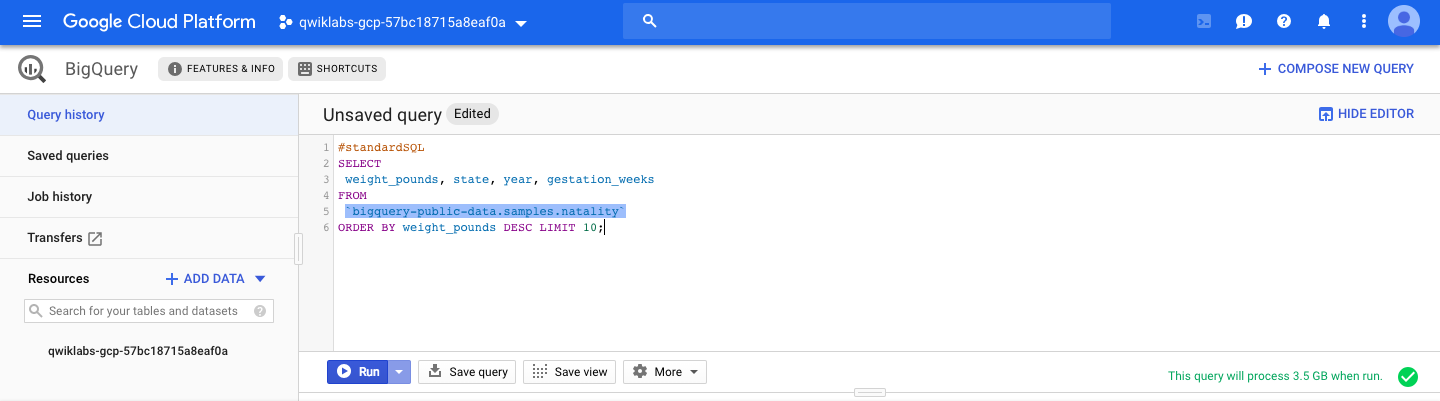 Google Cloud Platform qwiklabs-gcp-57bc18715a8eaf0a
BigQuery FEATURES & INFO SHORTCUTS COMPOSE NEW QUERY
Query history
Saved queries
Job history
Transfers
Resources ADD DATA
Search for your tables and datasets
qwiklabs-gcp-57bc18715a8eaf0a
Unsaved query Edited HIDE EDITOR
1 #standardSQL
2 SELECT
3 weight_pounds, state, year, gestation_weeks
4 FROM
5 `bigquery-public-data.samples.natality`
6 ORDER BY weight_pounds DESC LIMIT 10;
Run Save query Save view More This query will process 3.5 GB when run.